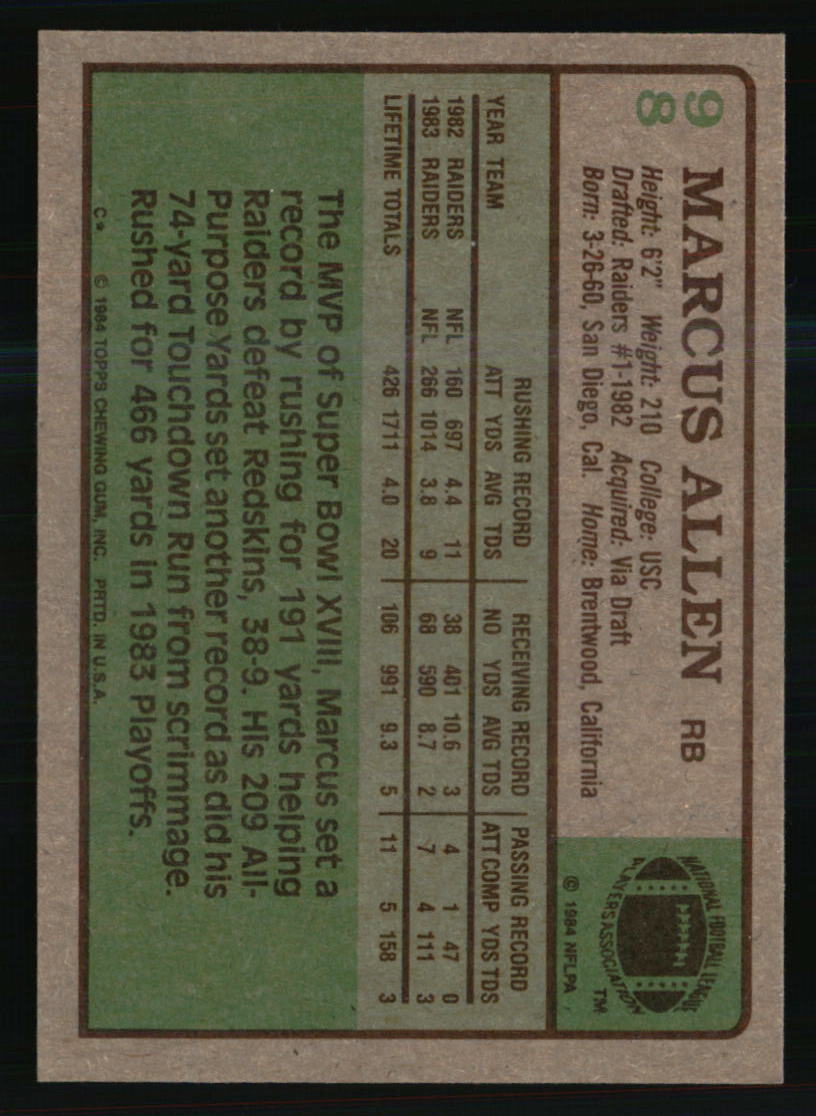 98
MARCUS ALLEN RB
Height: 6'2" Weight: 210 College: USC
Drafted: Raiders #1-1982 Acquired: Via Draft
Born: 3-26-60, San Diego, Cal. Home: Brentwood, California
NATIONAL FOOTBALL LEAGUE
PLAYERS ASSOCIATION
TM
© 1984 NFLPA
RUSHING RECORD RECEIVING RECORD PASSING RECORD
YEAR TEAM ATT YDS AVG TDS NO YDS AVG TDS ATT COMP YDS TDS
1982 RAIDERS NFL 160 697 4.4 11 38 401 10.6 3 4 1 47 0
1983 RAIDERS NFL 266 1014 3.8 9 68 590 8.7 2 7 4 111 3
LIFETIME TOTALS 426 1711 4.0 20 106 991 9.3 5 11 5 158 3
The MVP of Super Bowl XVIII, Marcus set a
record by rushing for 191 yards helping
Raiders defeat Redskins, 38-9. His 209 All-
Purpose Yards set another record as did his
74-yard Touchdown Run from scrimmage.
Rushed for 466 yards in 1983 Playoffs.
C* © 1984 TOPPS CHEWING GUM, INC. PRTD. IN U.S.A.